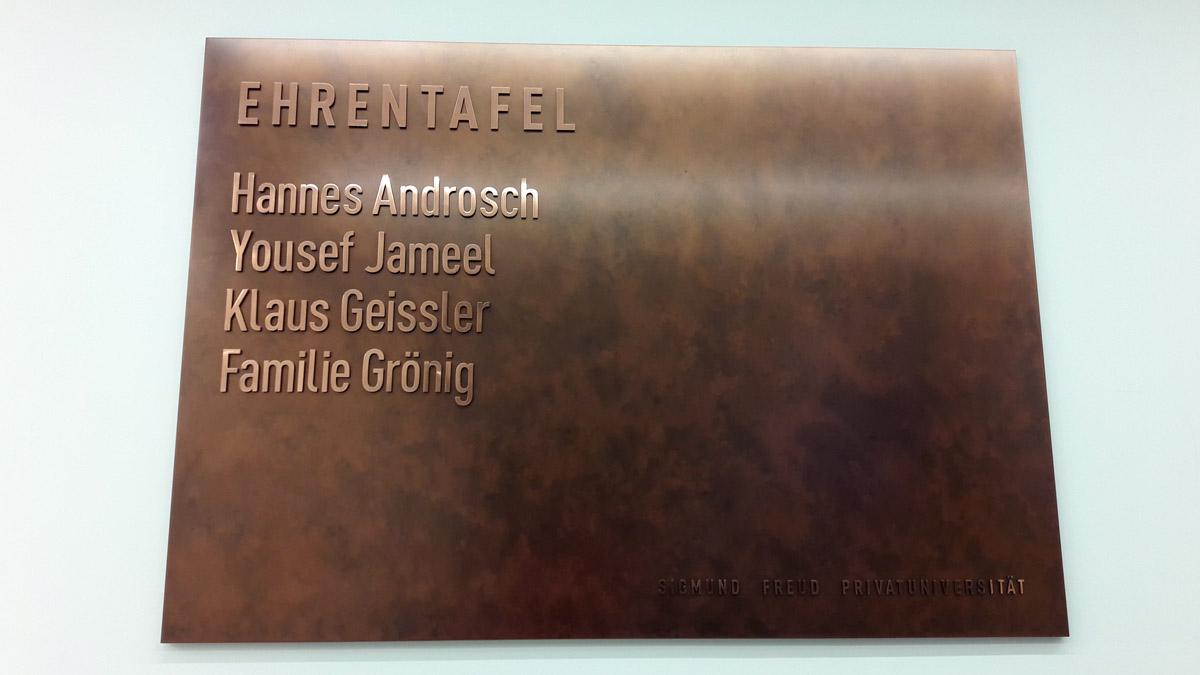 EHRENTAFEL
Hannes Androsch
Yousef Jameel
Klaus Geissler
Familie Grönig
SIGMUND FREUD PRIVATUNIVERSITÄT